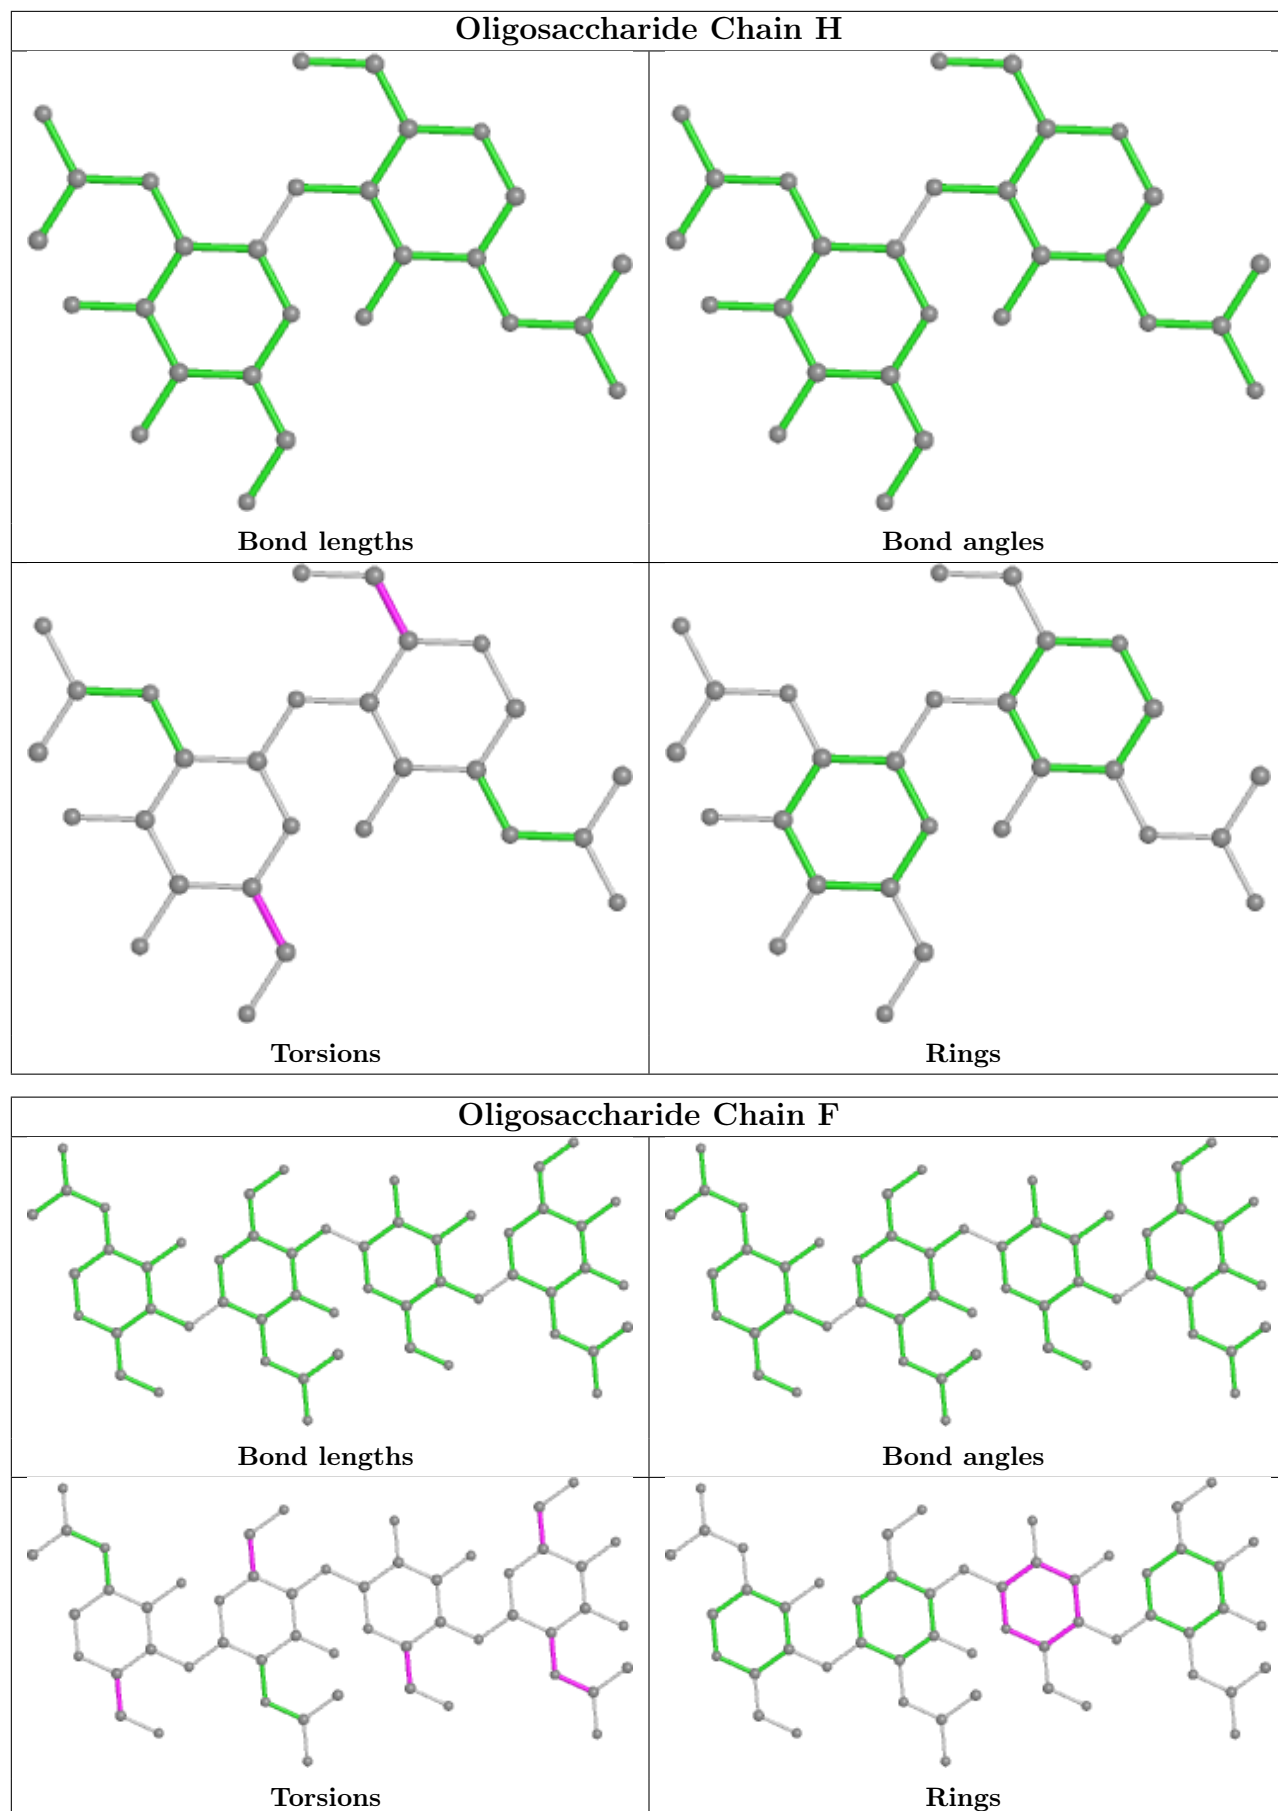 Oligosaccharide Chain H
Bond lengths
Bond angles
Torsions
Rings
Oligosaccharide Chain F
Bond lengths
Bond angles
Torsions
Rings